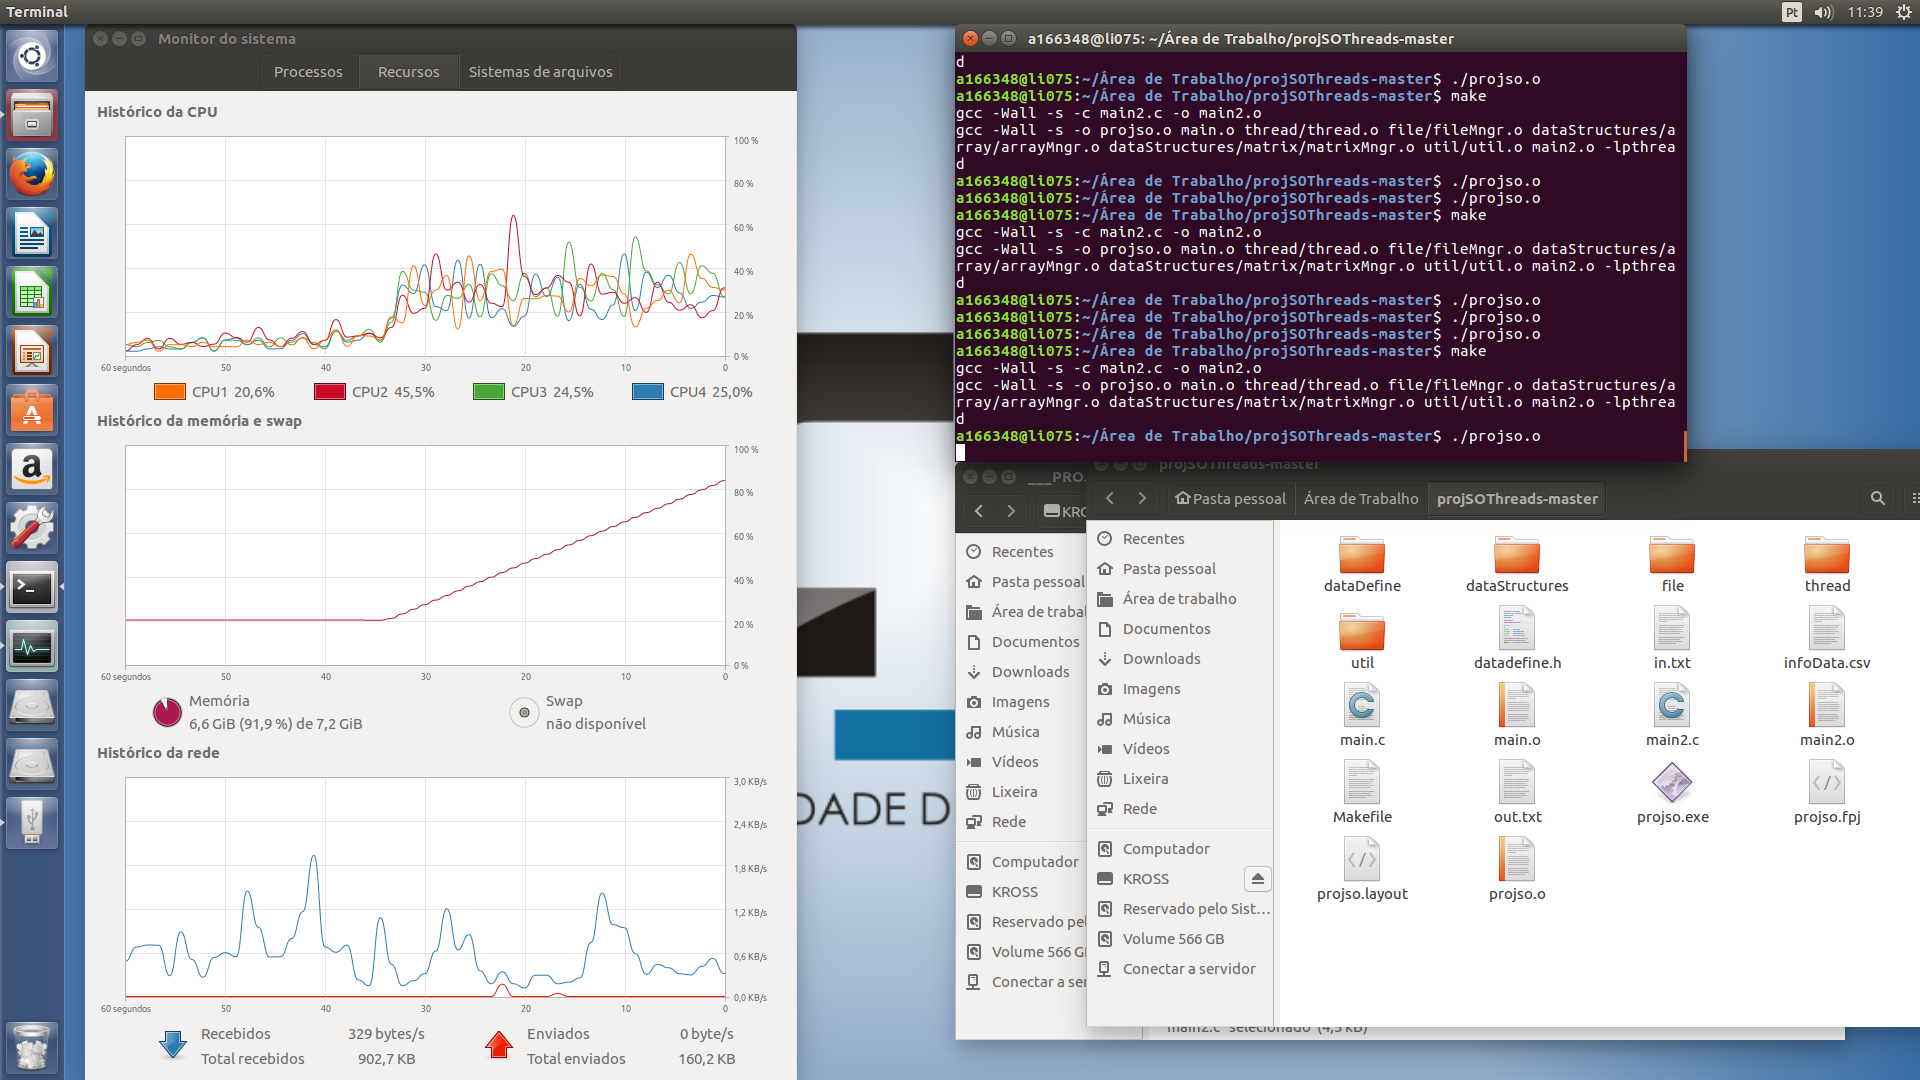 Terminal
Pt
11:39
Monitor do sistema
Processos
Recursos
Sistemas de arquivos
Histórico da CPU
100 %
80 %
60 %
40 %
20 %
0 %
60 segundos
50
40
30
20
10
0
CPU1 20,6%
CPU2 45,5%
CPU3 24,5%
CPU4 25,0%
Histórico da memória e swap
100 %
80 %
60 %
40 %
20 %
0 %
60 segundos
50
40
30
20
10
0
Memória
6,6 GiB (91,9 %) de 7,2 GiB
Swap
não disponível
Histórico da rede
3,0 KB/s
2,4 KB/s
1,8 KB/s
1,2 KB/s
0,6 KB/s
0,0 KB/s
60 segundos
50
40
30
20
10
0
Recebidos
329 bytes/s
Total recebidos
902,7 KB
Enviados
0 byte/s
Total enviados
160,2 KB
a166348@li075: ~/Área de Trabalho/projSOThreads-master
d
a166348@li075:~/Área de Trabalho/projSOThreads-master$ ./projso.o
a166348@li075:~/Área de Trabalho/projSOThreads-master$ make
gcc -Wall -s -c main2.c -o main2.o
gcc -Wall -s -o projso.o main.o thread/thread.o file/fileMngr.o dataStructures/a
rray/arrayMngr.o dataStructures/matrix/matrixMngr.o util/util.o main2.o -lpthrea
d
a166348@li075:~/Área de Trabalho/projSOThreads-master$ ./projso.o
a166348@li075:~/Área de Trabalho/projSOThreads-master$ ./projso.o
a166348@li075:~/Área de Trabalho/projSOThreads-master$ make
gcc -Wall -s -c main2.c -o main2.o
gcc -Wall -s -o projso.o main.o thread/thread.o file/fileMngr.o dataStructures/a
rray/arrayMngr.o dataStructures/matrix/matrixMngr.o util/util.o main2.o -lpthrea
d
a166348@li075:~/Área de Trabalho/projSOThreads-master$ ./projso.o
a166348@li075:~/Área de Trabalho/projSOThreads-master$ ./projso.o
a166348@li075:~/Área de Trabalho/projSOThreads-master$ ./projso.o
a166348@li075:~/Área de Trabalho/projSOThreads-master$ make
gcc -Wall -s -c main2.c -o main2.o
gcc -Wall -s -o projso.o main.o thread/thread.o file/fileMngr.o dataStructures/a
rray/arrayMngr.o dataStructures/matrix/matrixMngr.o util/util.o main2.o -lpthrea
d
a166348@li075:~/Área de Trabalho/projSOThreads-master$ ./projso.o
DADE D
___PRO.
KRO
Recentes
Pasta pessoal
Área de trabal
Documentos
Downloads
Imagens
Música
Vídeos
Lixeira
Rede
Computador
KROSS
Reservado pel
Volume 566 GI
Conectar a ser
projSOThreads-master
Pasta pessoal
Área de Trabalho
projSOThreads-master
Recentes
Pasta pessoal
Área de trabalho
Documentos
Downloads
Imagens
Música
Vídeos
Lixeira
Rede
Computador
KROSS
Reservado pelo Sist...
Volume 566 GB
Conectar a servidor
dataDefine
dataStructures
file
thread
util
datadefine.h
in.txt
infoData.csv
main.c
main.o
main2.c
main2.o
Makefile
out.txt
projso.exe
projso.fpj
projso.layout
projso.o
"main2.c" selecionado (4,3 kB)